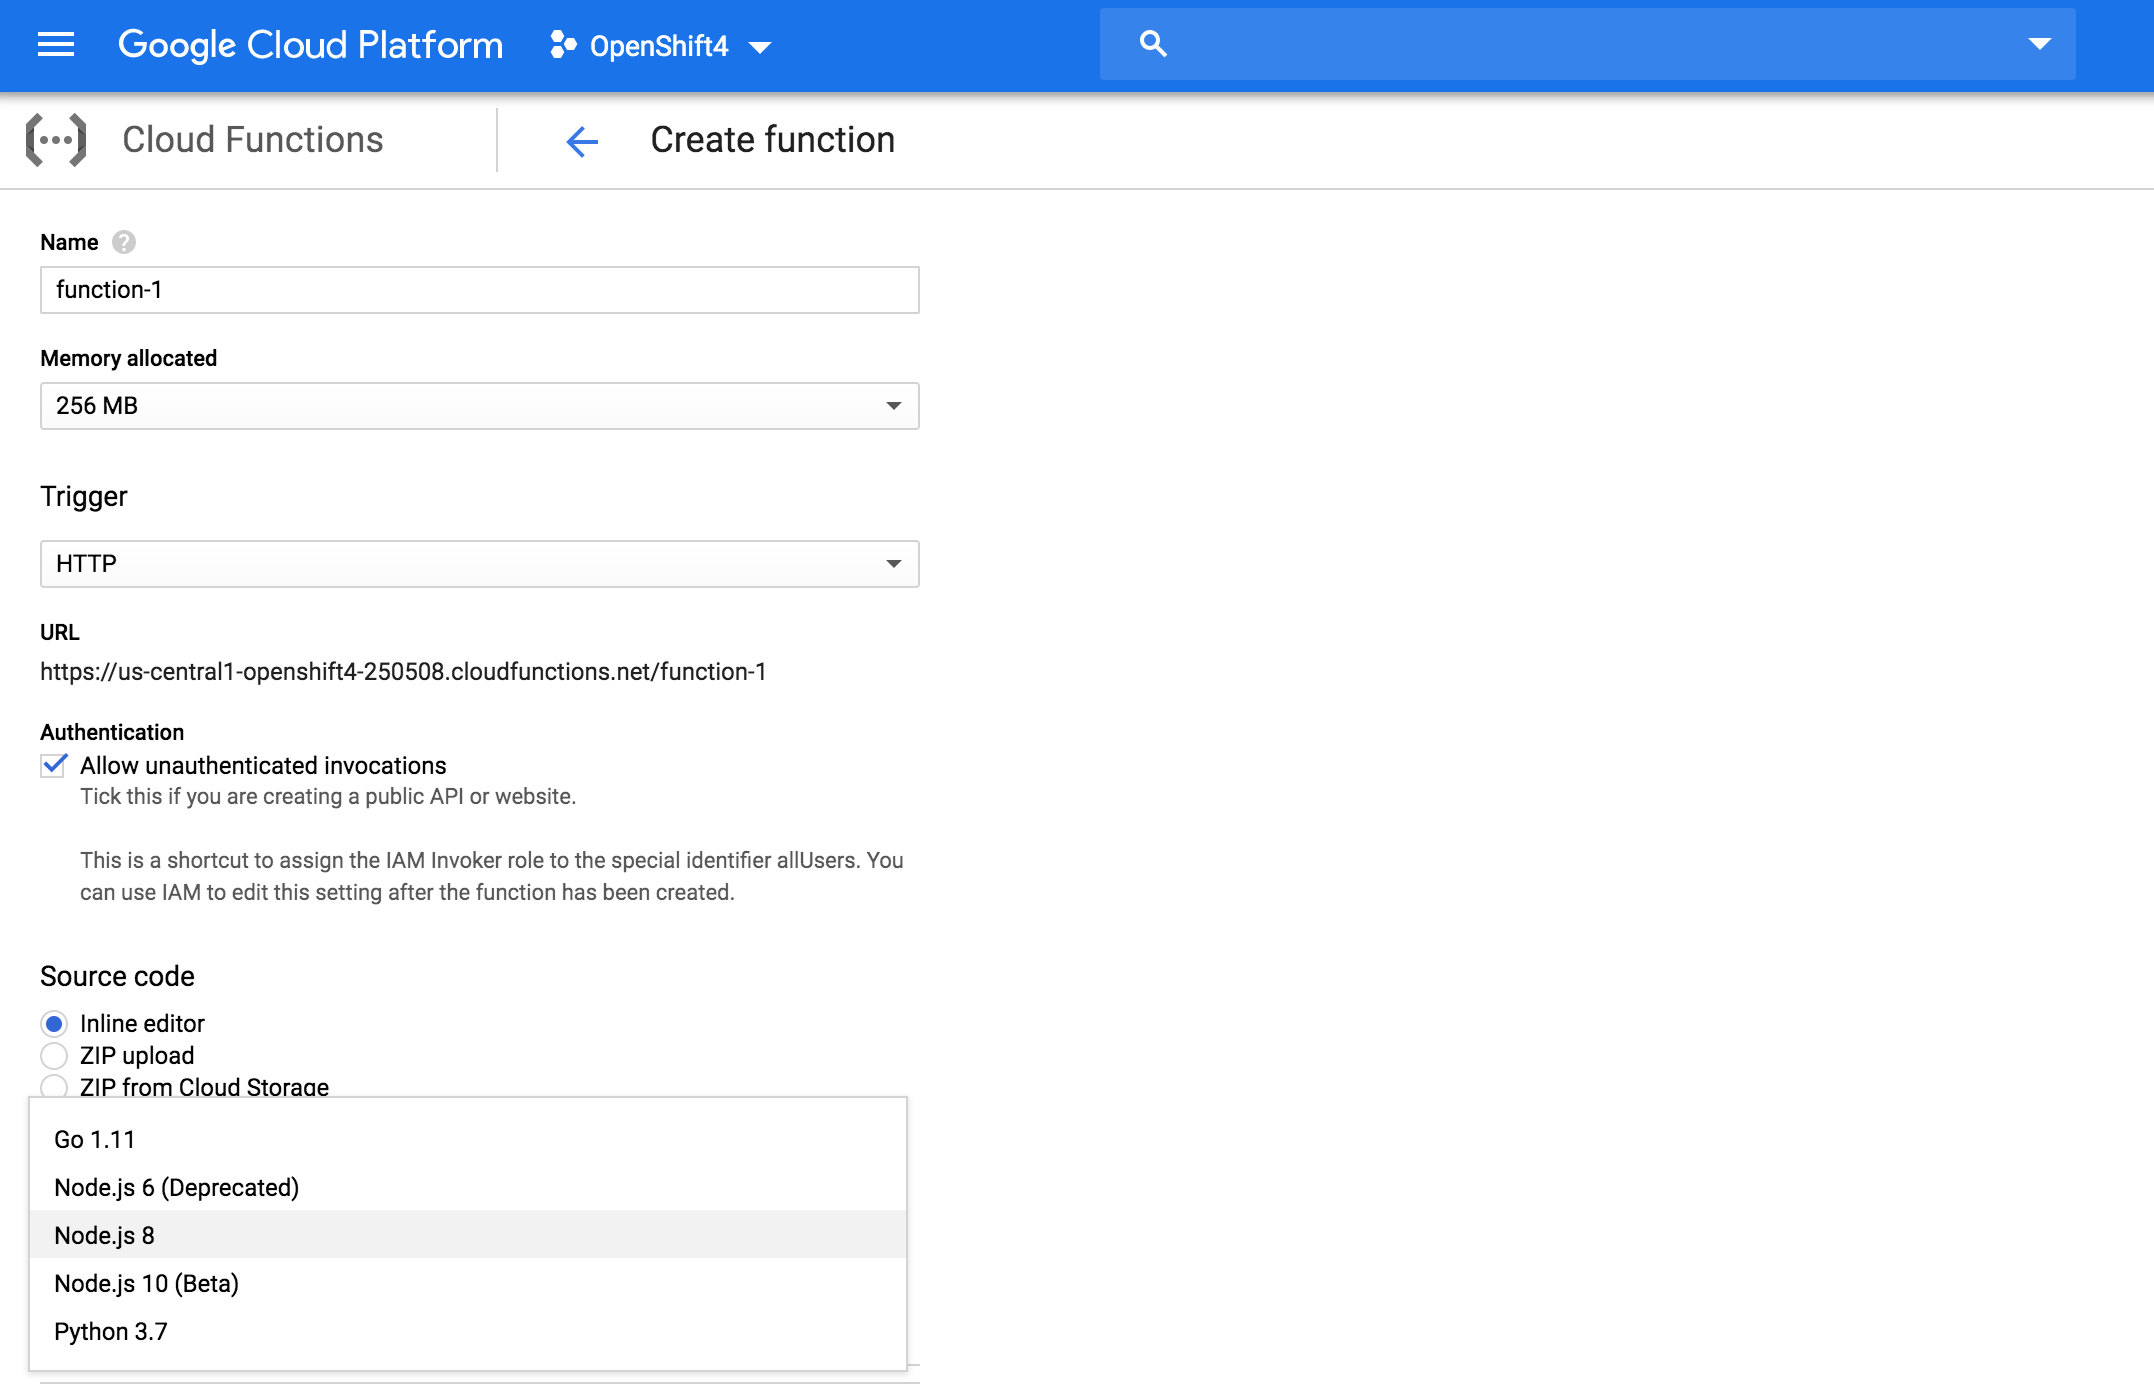 Google Cloud Platform OpenShift4
Cloud Functions Create function
Name ?
function-1
Memory allocated
256 MB
Trigger
HTTP
URL
https://us-central1-openshift4-250508.cloudfunctions.net/function-1
Authentication
Allow unauthenticated invocations
Tick this if you are creating a public API or website.
This is a shortcut to assign the IAM Invoker role to the special identifier allUsers. You
can use IAM to edit this setting after the function has been created.
Source code
Inline editor
ZIP upload
ZIP from Cloud Storage
Go 1.11
Node.js 6 (Deprecated)
Node.js 8
Node.js 10 (Beta)
Python 3.7